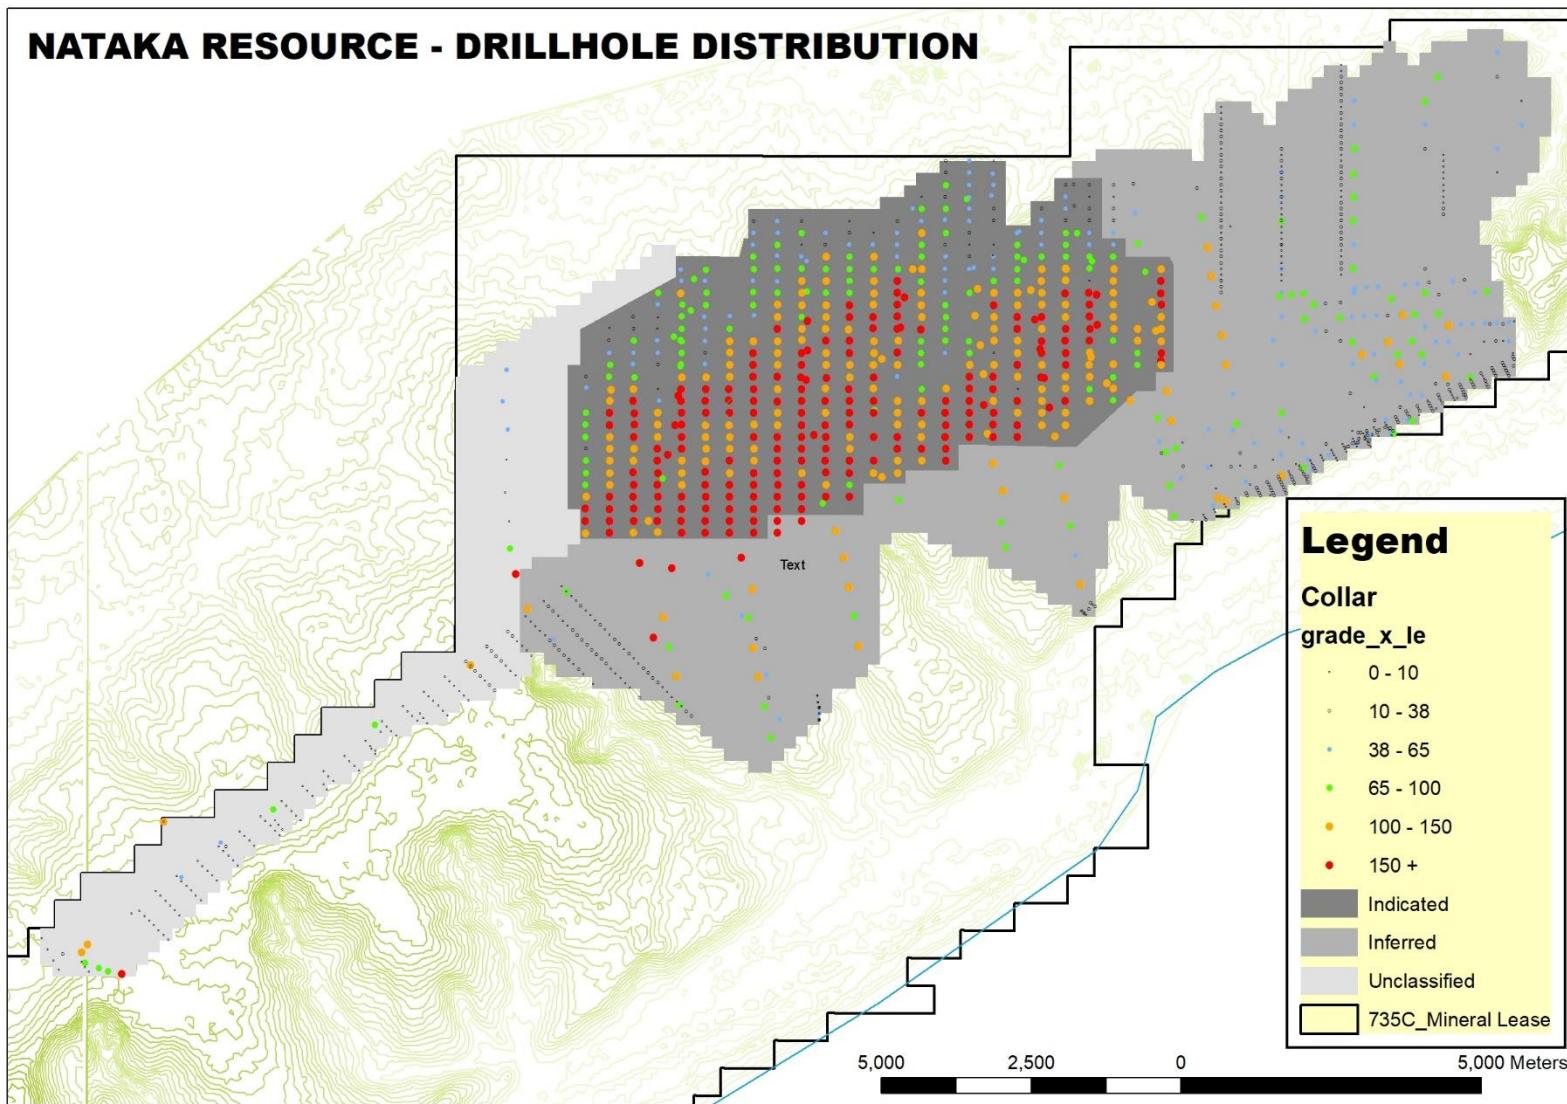 NATAKA RESOURCE - DRILLHOLE DISTRIBUTION
Text
Legend
Collar
grade_x_le
0 - 10
10 - 38
38 - 65
65 - 100
100 - 150
150 +
Indicated
Inferred
Unclassified
735C_Mineral Lease
5,000 2,500 0 5,000 Meters